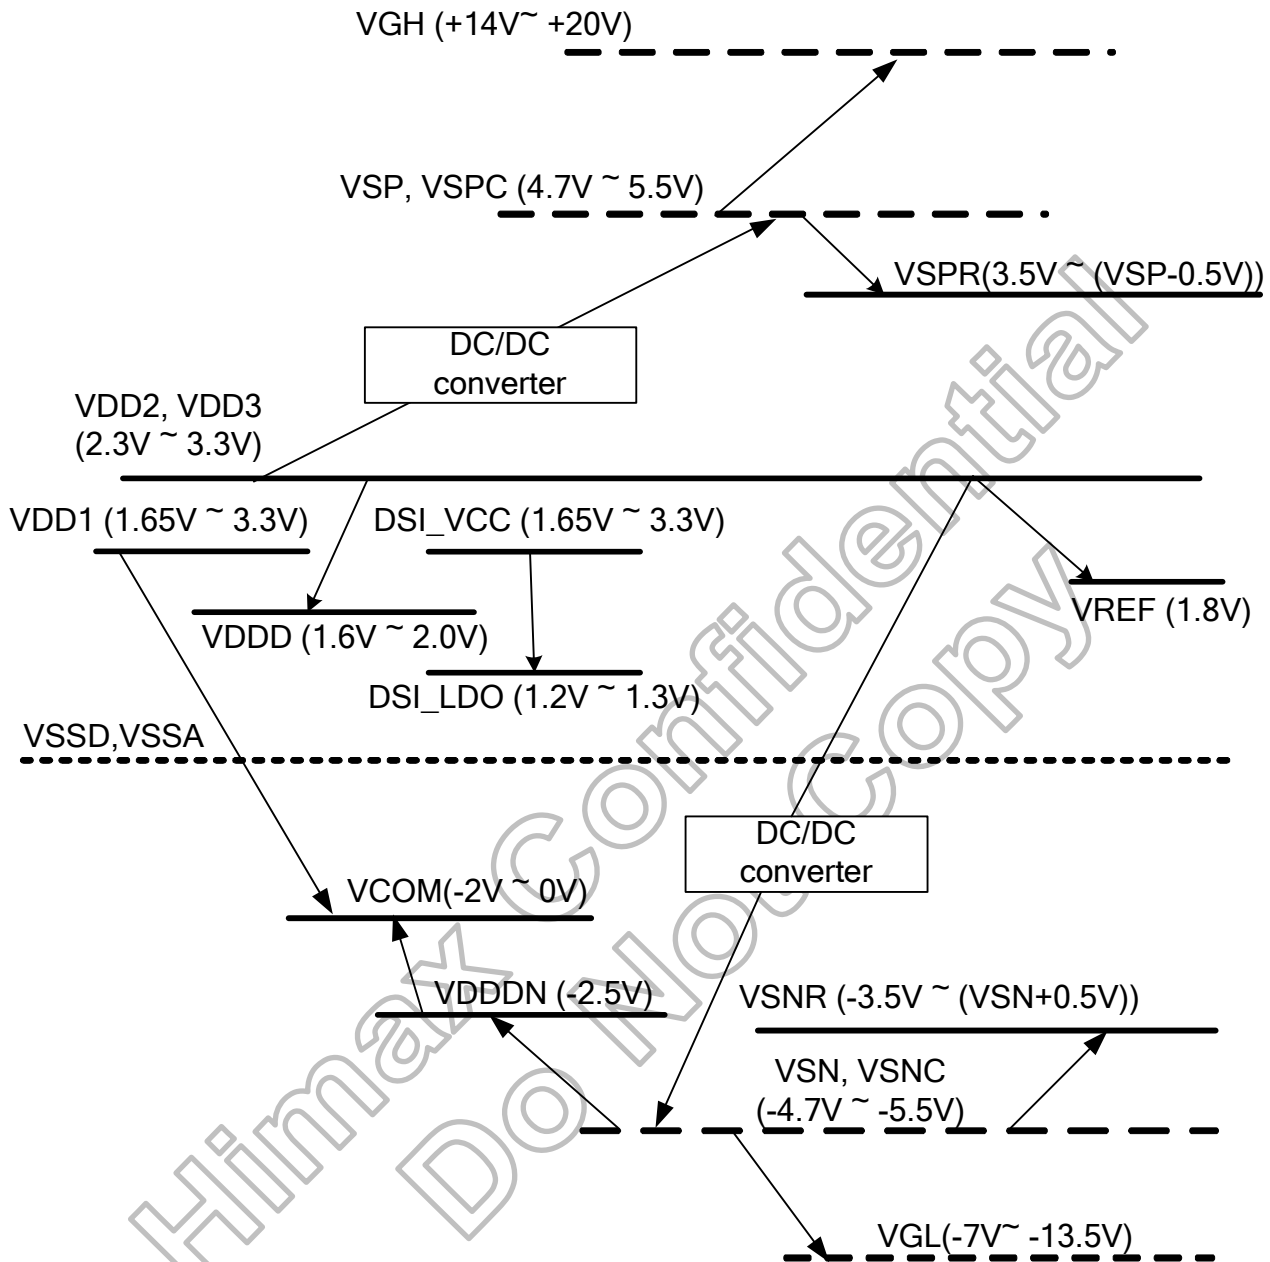 VGH (+14V~ +20V)
VSP, VSPC (4.7V ~ 5.5V)
VSPR(3.5V ~ (VSP-0.5V))
DC/DC
converter
VDD2, VDD3
(2.3V ~ 3.3V)
VDD1 (1.65V ~ 3.3V)
DSI_VCC (1.65V ~ 3.3V)
VREF (1.8V)
VDDD (1.6V ~ 2.0V)
DSI_LDO (1.2V ~ 1.3V)
VSSD,VSSA
DC/DC
converter
VCOM(-2V ~ 0V)
VDDDN (-2.5V)
VSNR (-3.5V ~ (VSN+0.5V))
VSN, VSNC
(-4.7V ~ -5.5V)
VGL(-7V~ -13.5V)
Himax Confidential
Do Not Copy